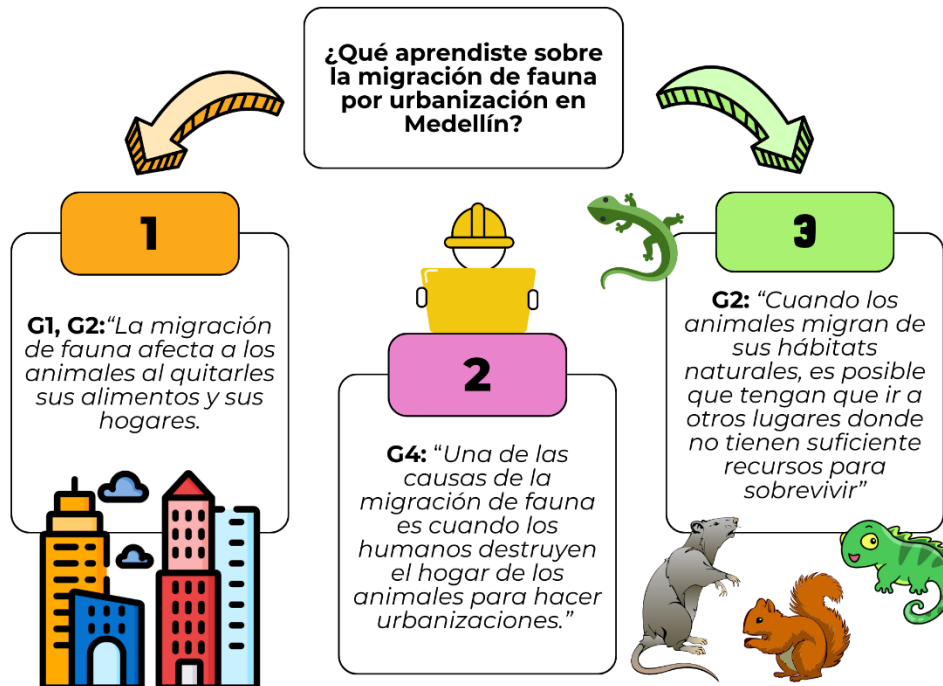 ¿Qué aprendiste sobre
la migración de fauna
por urbanización en
Medellín?
1
G1, G2:“La migración
de fauna afecta a los
animales al quitarles
sus alimentos y sus
hogares.
2
G4: “Una de las
causas de la
migración de fauna
es cuando los
humanos destruyen
el hogar de los
animales para hacer
urbanizaciones.”
3
G2: “Cuando los
animales migran de
sus hábitats
naturales, es posible
que tengan que ir a
otros lugares donde
no tienen suficiente
recursos para
sobrevivir”